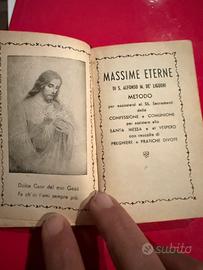 Dolce Cuor del mio Gesù
Fa ch'io t'ami sempre più.
MASSIME ETERNE
DI S. ALFONSO M. DE' LIGUORI
METODO
per accostarsi ai SS. Sacramenti
della
CONFESSIONE e COMUNIONE
per assistere alla
SANTA MESSA e ai VESPERI
con raccolta di
PREGHIERE e PRATICHE DIVOTE
subito